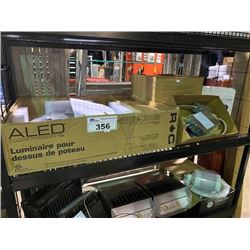 ALED
Luminaire pour
dessus de poteau
356